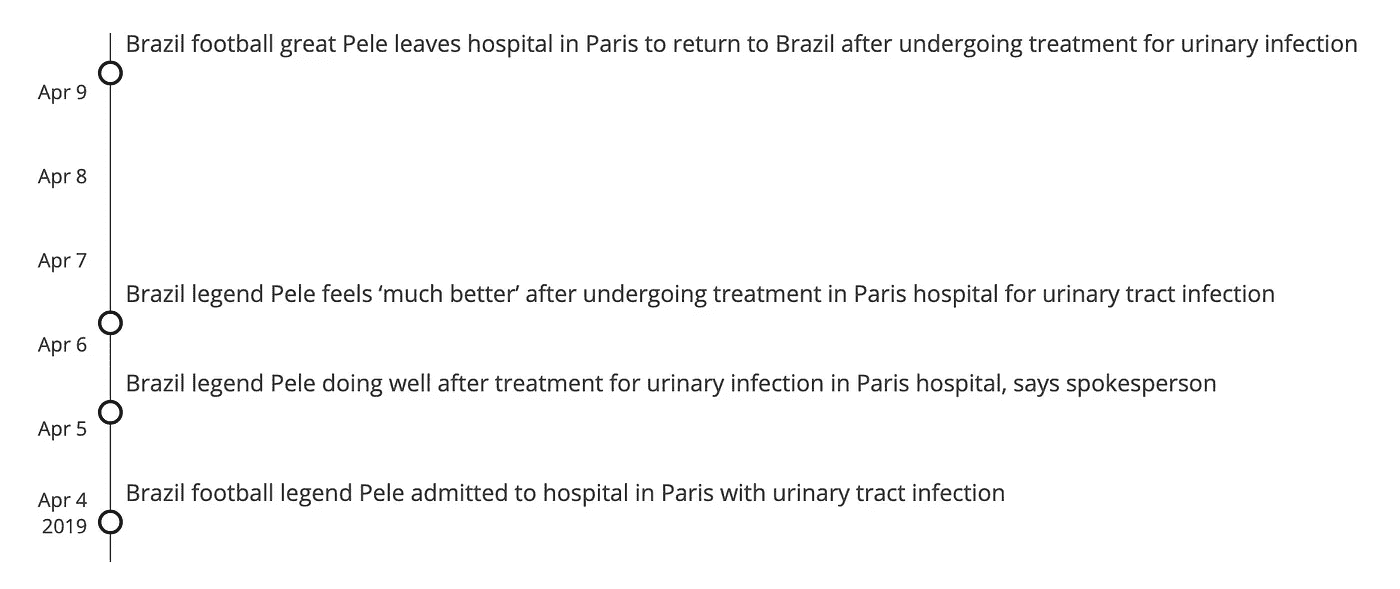 Brazil football great Pele leaves hospital in Paris to return to Brazil after undergoing treatment for urinary infection
Apr 9
Apr 8
Apr 7
Brazil legend Pele feels ‘much better’ after undergoing treatment in Paris hospital for urinary tract infection
Apr 6
Brazil legend Pele doing well after treatment for urinary infection in Paris hospital, says spokesperson
Apr 5
Brazil football legend Pele admitted to hospital in Paris with urinary tract infection
Apr 4
2019